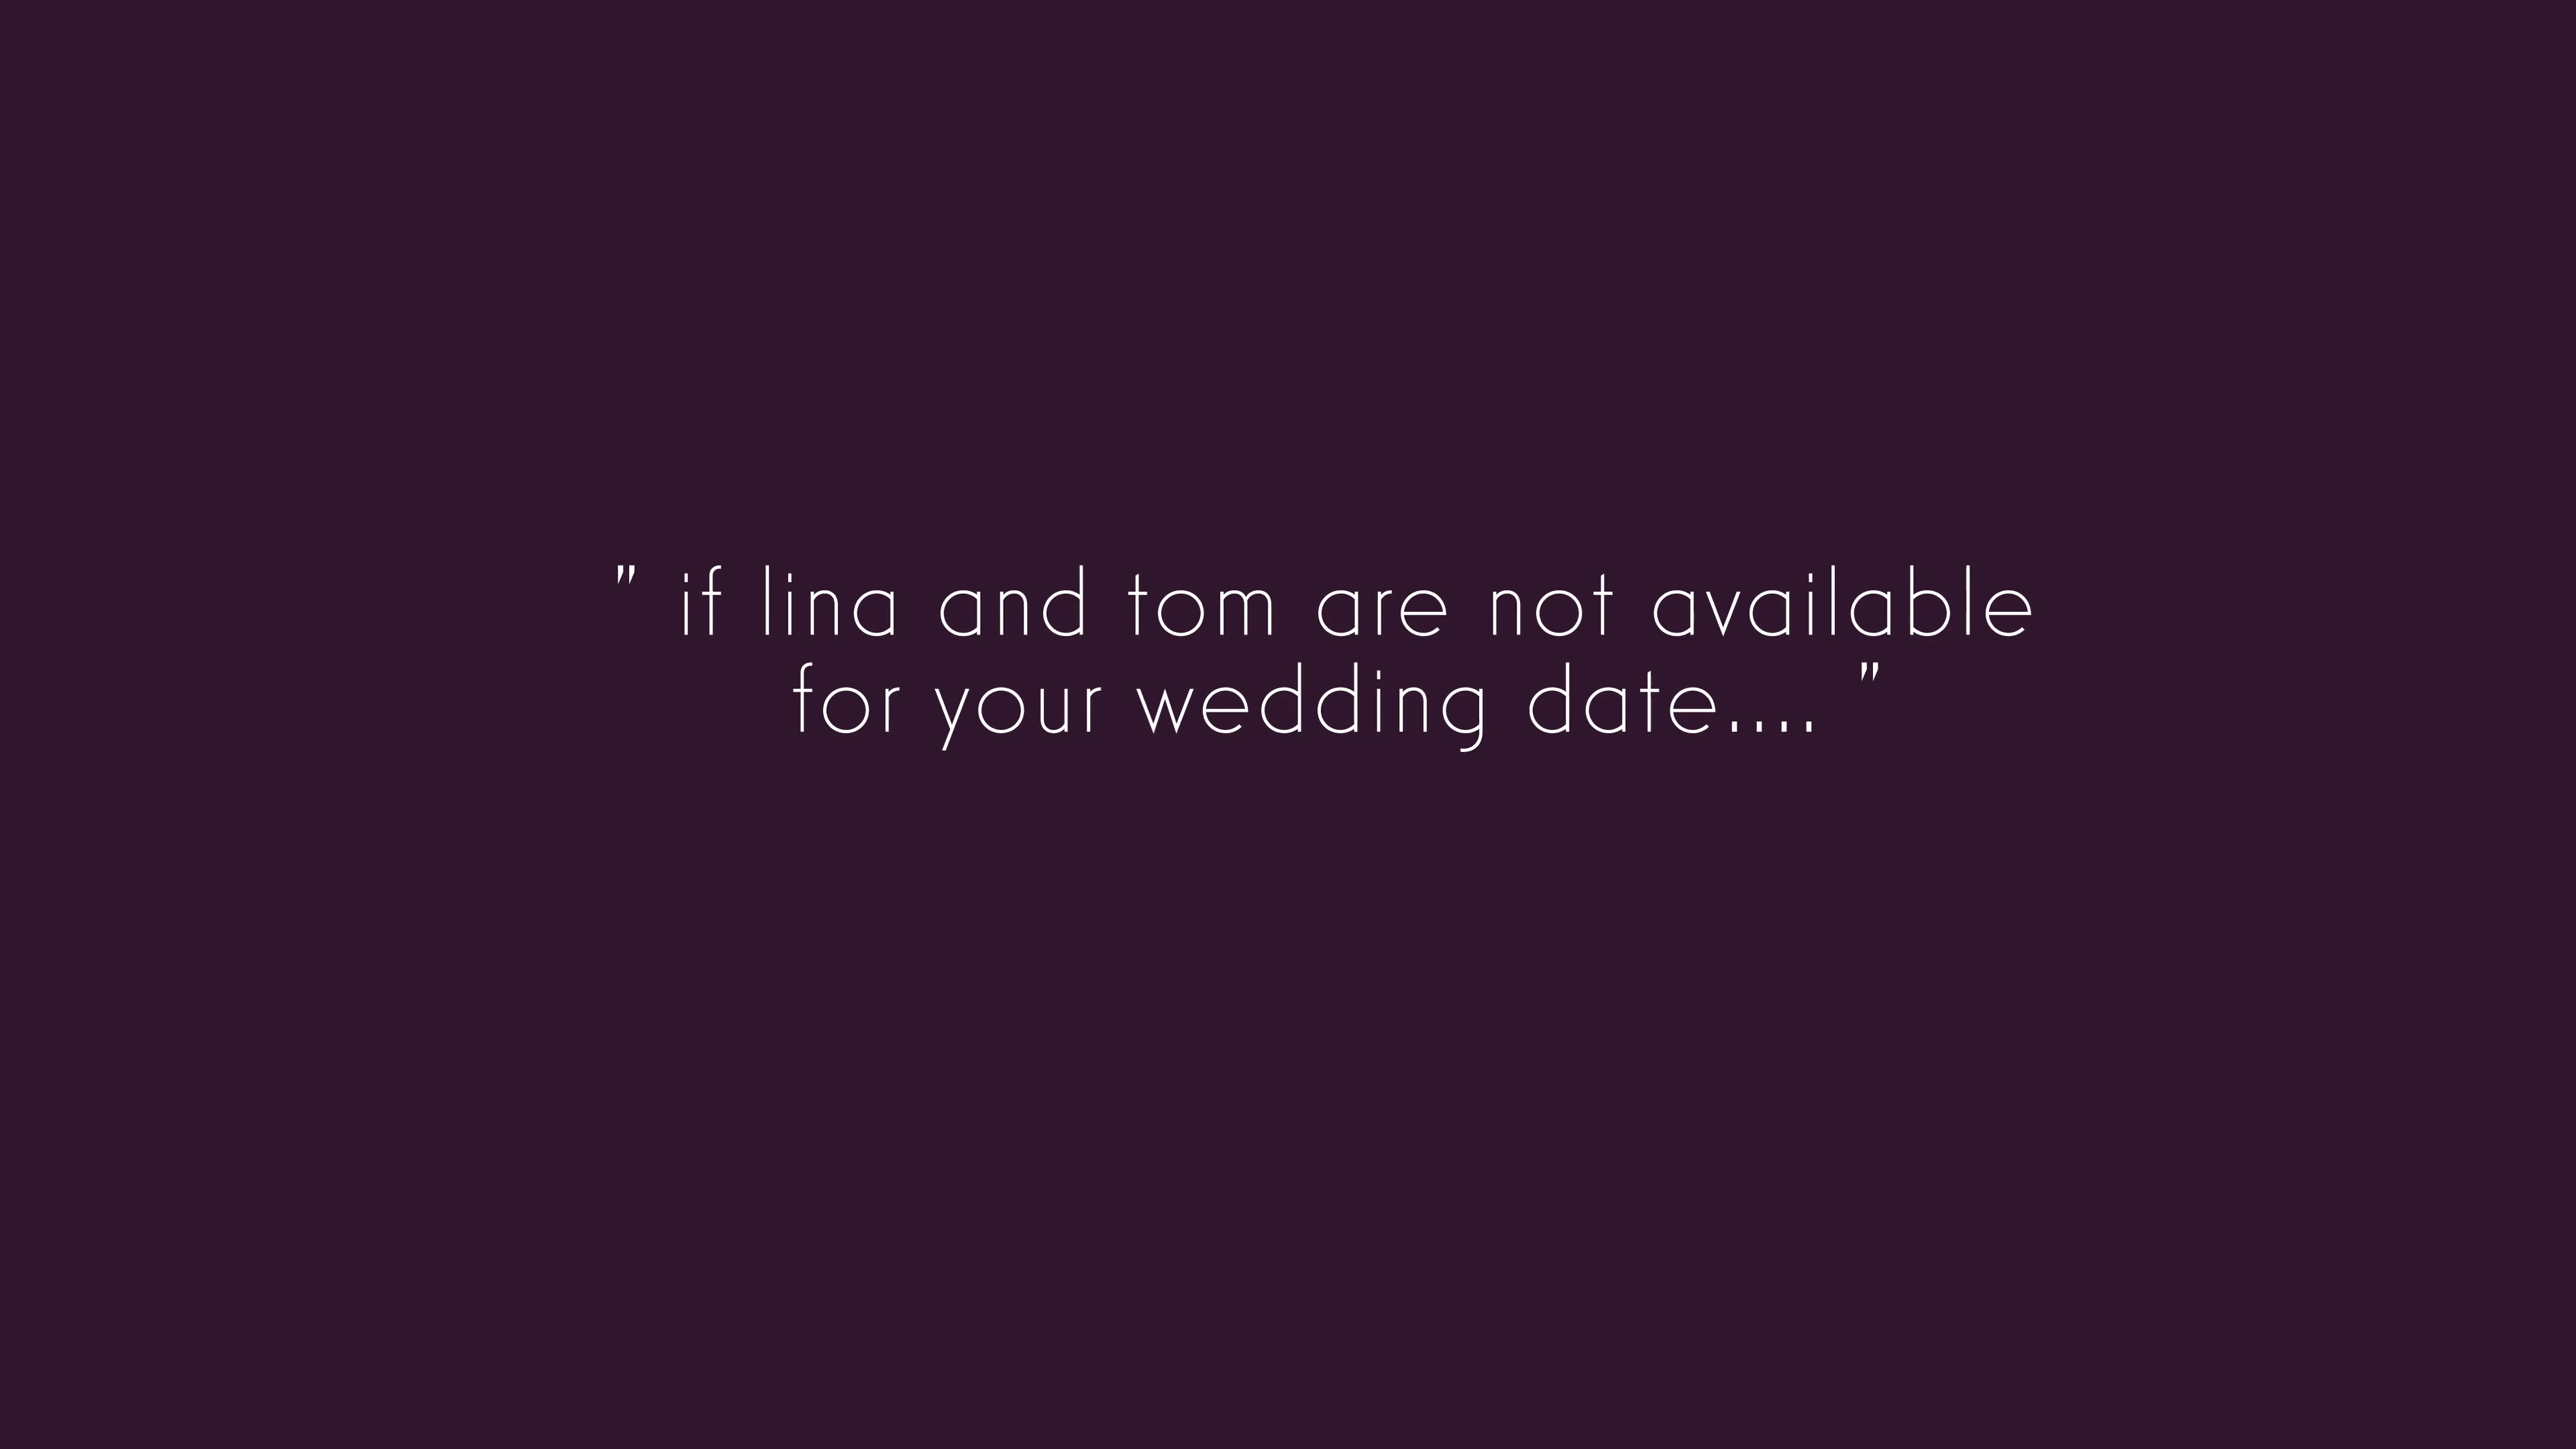 " if lina and tom are not available
for your wedding date.... "